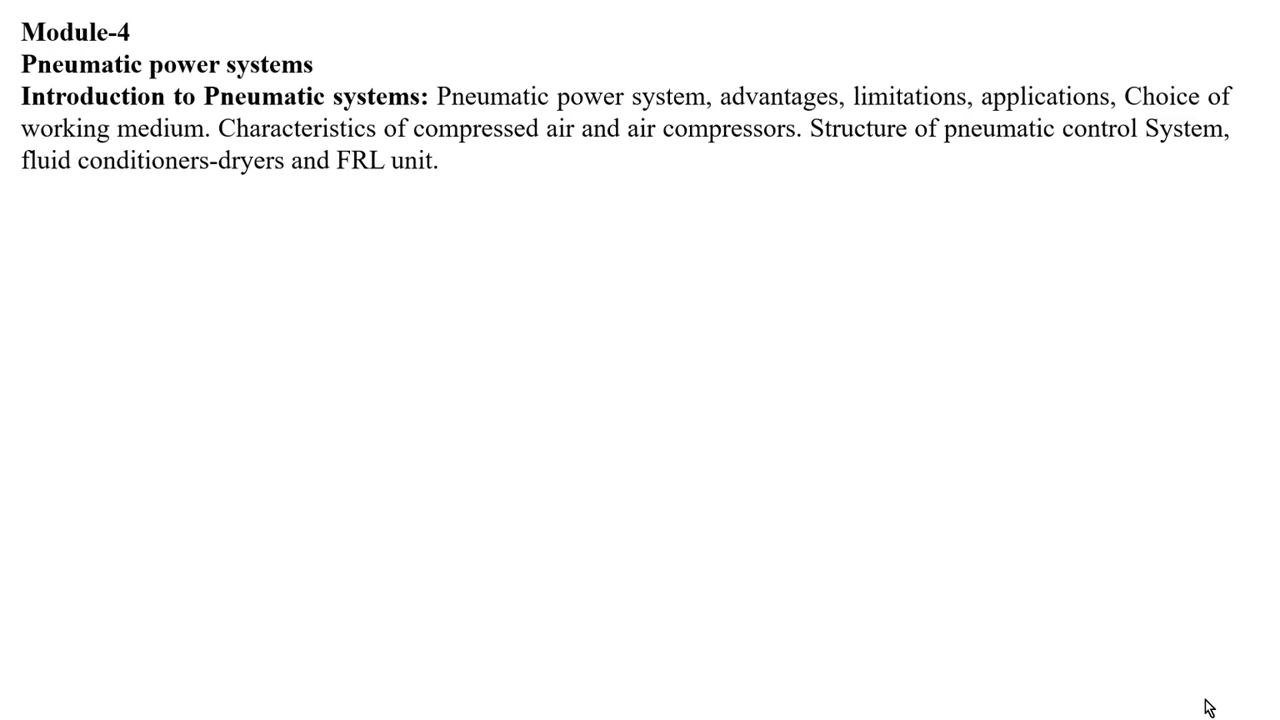 Module-4
Pneumatic power systems
Introduction to Pneumatic systems: Pneumatic power system, advantages, limitations, applications, Choice of
working medium. Characteristics of compressed air and air compressors. Structure of pneumatic control System,
fluid conditioners-dryers and FRL unit.